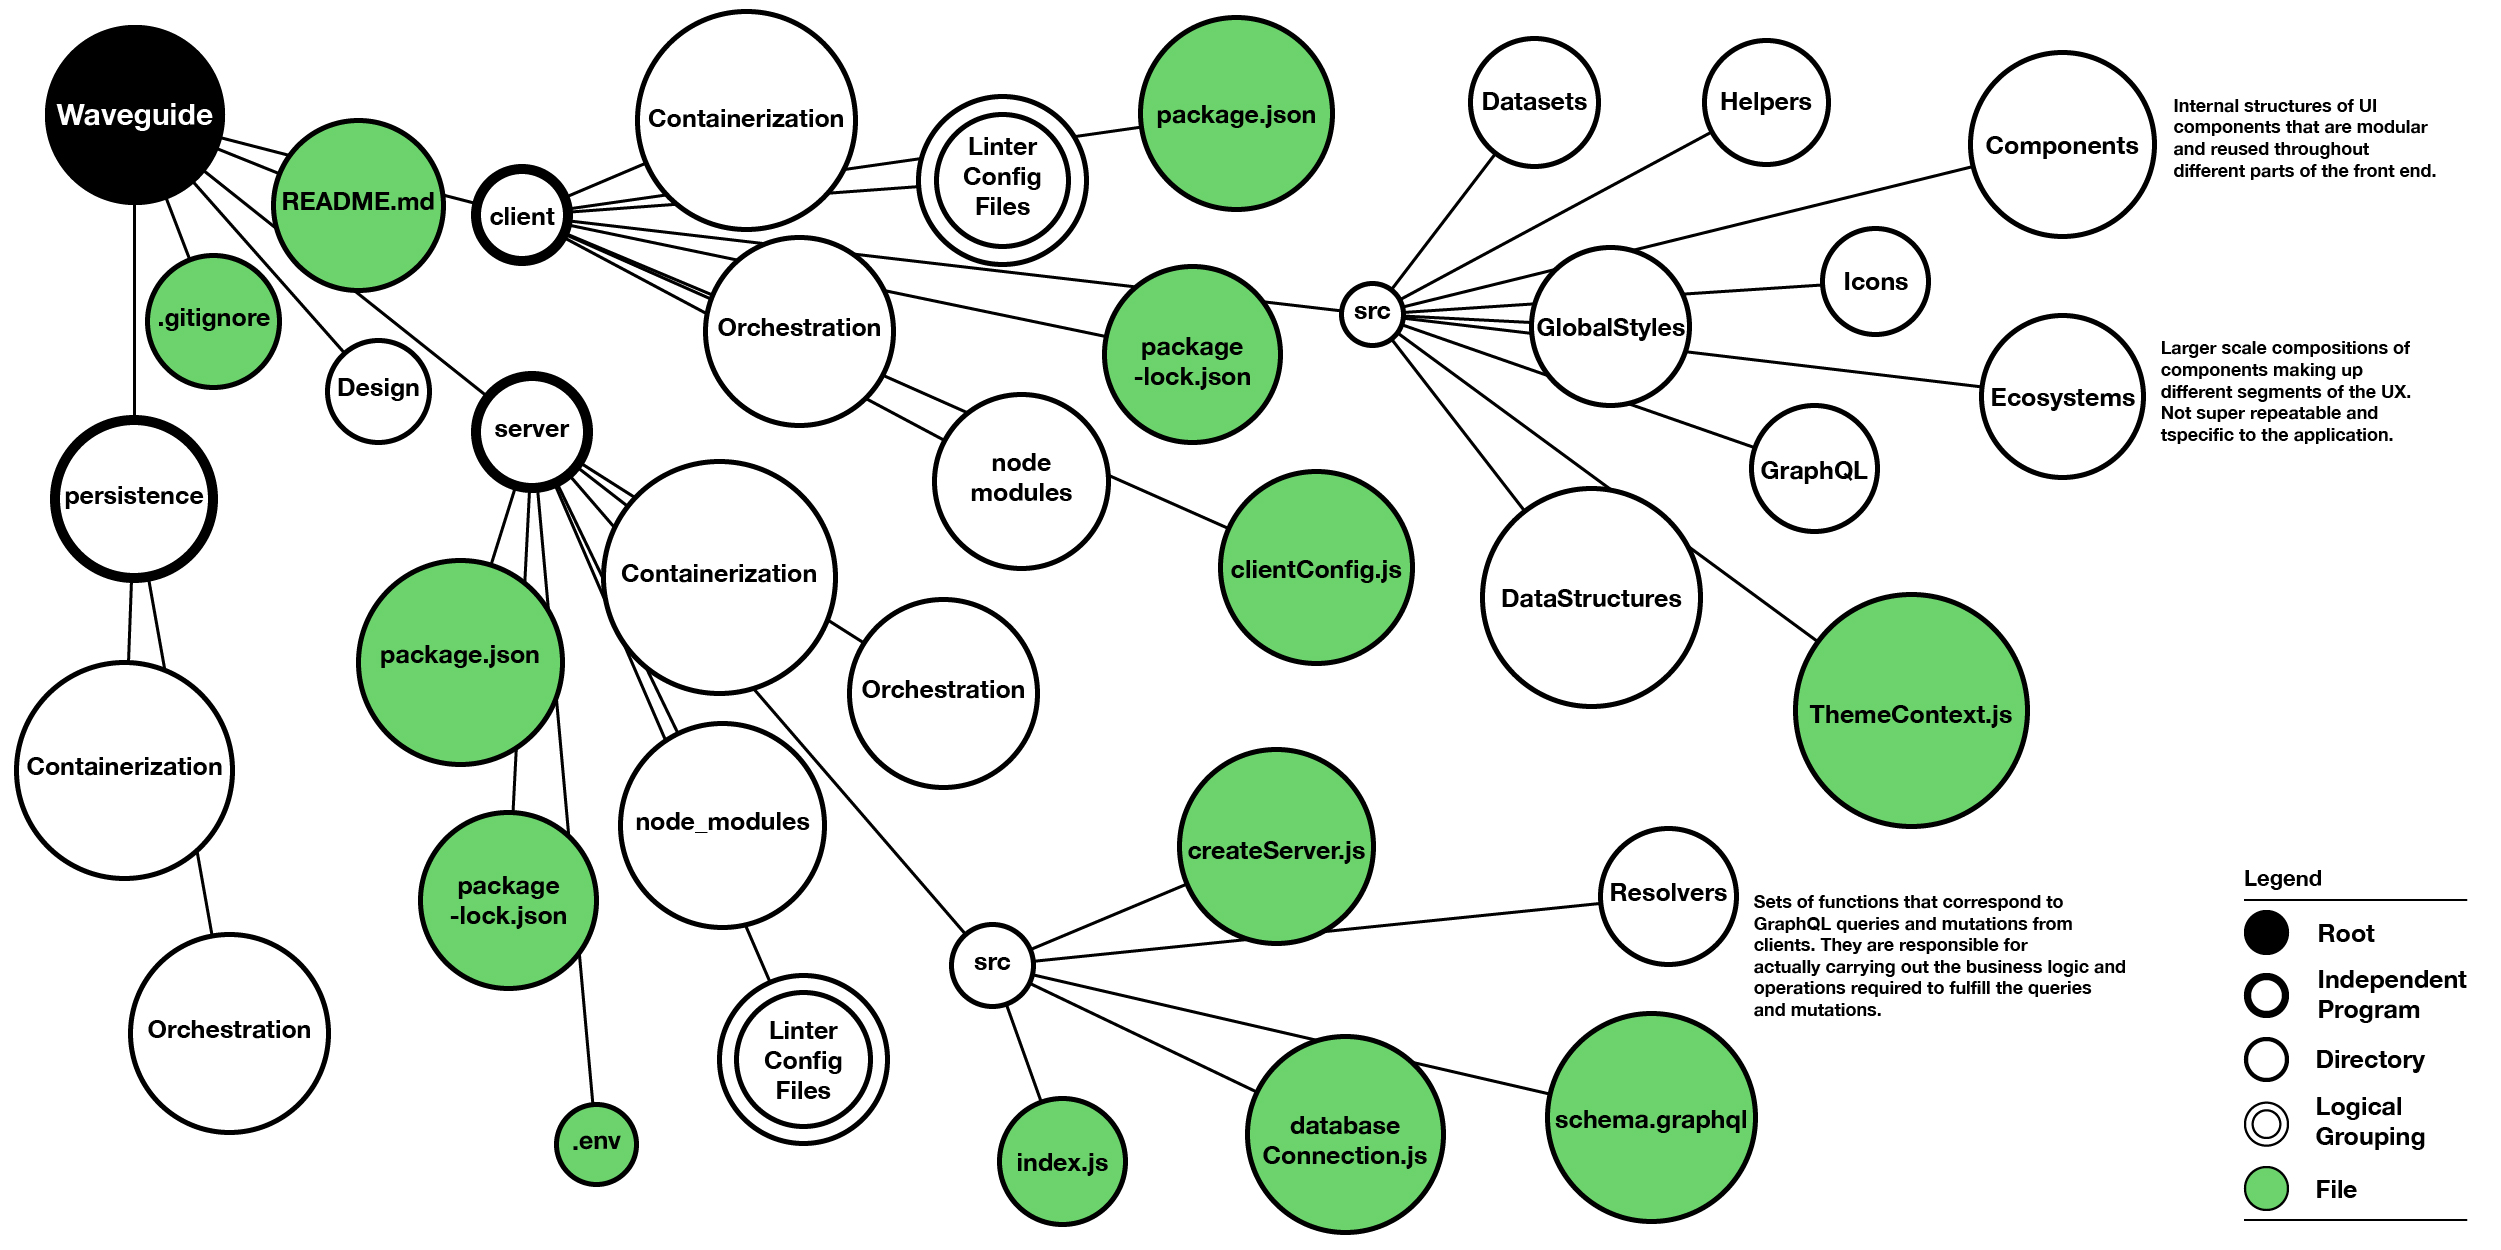 Waveguide
README.md
.gitignore
Design
client
server
persistence
Containerization
Orchestration
Containerization
Linter
Config
Files
package.json
Orchestration
package
-lock.json
node
modules
clientConfig.js
src
Datasets
Helpers
Components
Internal structures of UI
components that are modular
and reused throughout
different parts of the front end.
Icons
GlobalStyles
Ecosystems
Larger scale compositions of
components making up
different segments of the UX.
Not super repeatable and
tspecific to the application.
GraphQL
DataStructures
ThemeContext.js
Containerization
Orchestration
package.json
package
-lock.json
node_modules
.env
Linter
Config
Files
src
createServer.js
Resolvers
Sets of functions that correspond to
GraphQL queries and mutations from
clients. They are responsible for
actually carrying out the business logic and
operations required to fulfill the queries
and mutations.
index.js
database
Connection.js
schema.graphql
Legend
Root
Independent
Program
Directory
Logical
Grouping
File